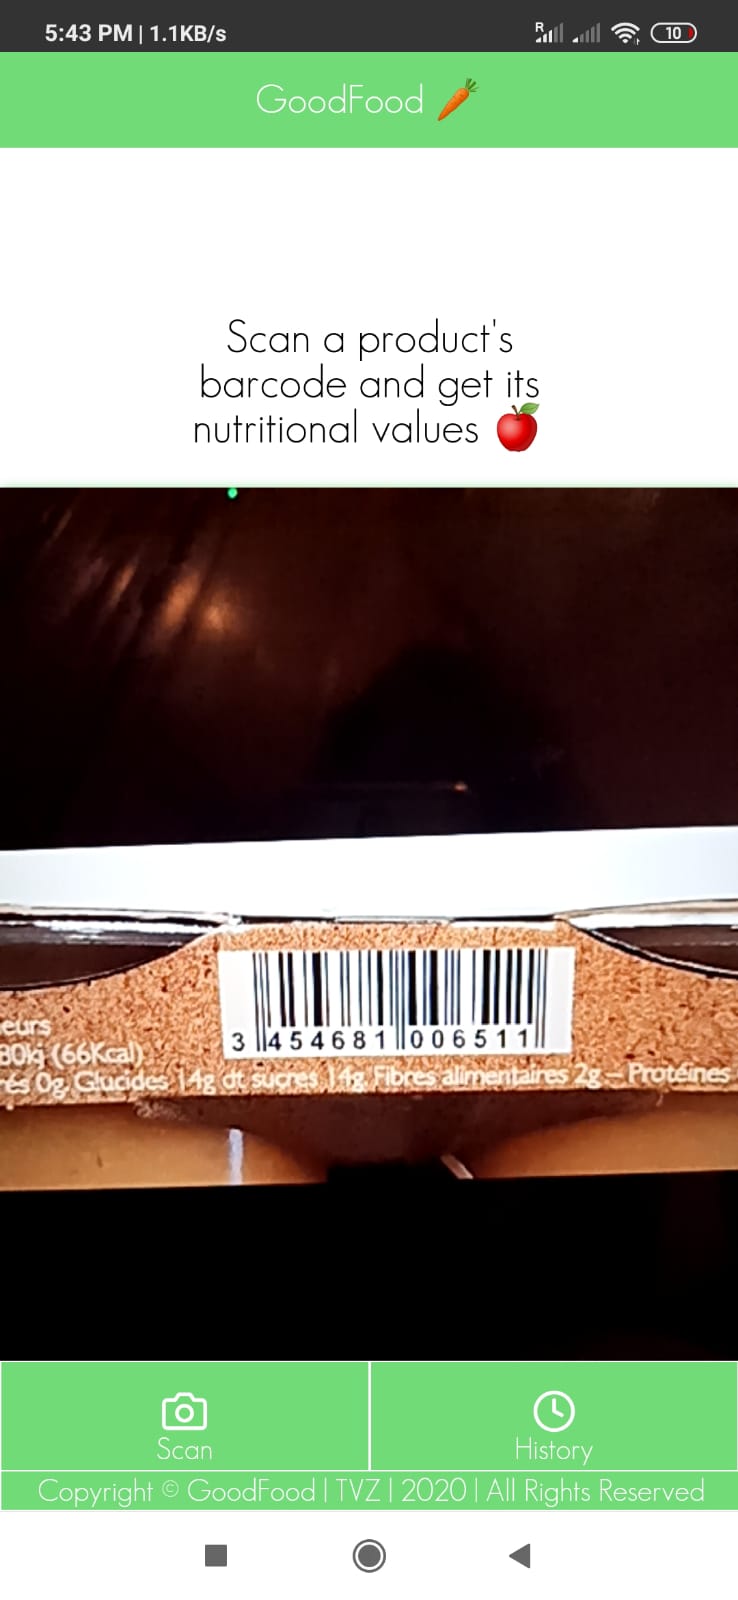 5:43 PM | 1.1KB/s
R
10
GoodFood
Scan a product's
barcode and get its
nutritional values
3 454681 006511
eurs
80kj (66Kcal)
rés 0g, Glucides 14g dt sucres 14g, Fibres alimentaires 2g – Protéines
Scan
History
Copyright © GoodFood | TVZ | 2020 | All Rights Reserved